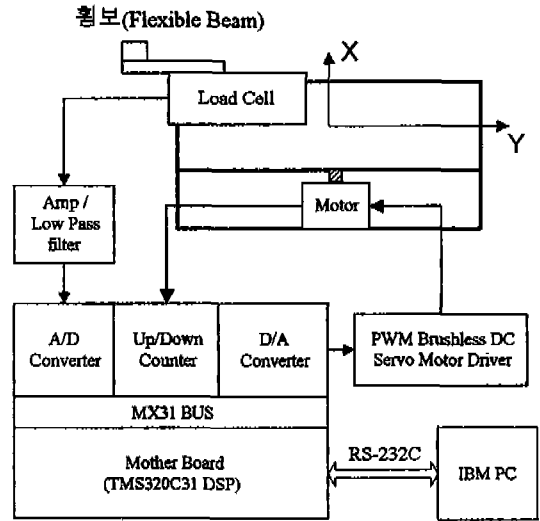 휨보(Flexible Beam)
X
Load Cell
Y
Amp /
Low Pass
filter
Motor
A/D
Converter
Up/Down
Counter
D/A
Converter
PWM Brushless DC
Servo Motor Driver
MX31 BUS
Mother Board
(TMS320C31 DSP)
RS-232C
IBM PC